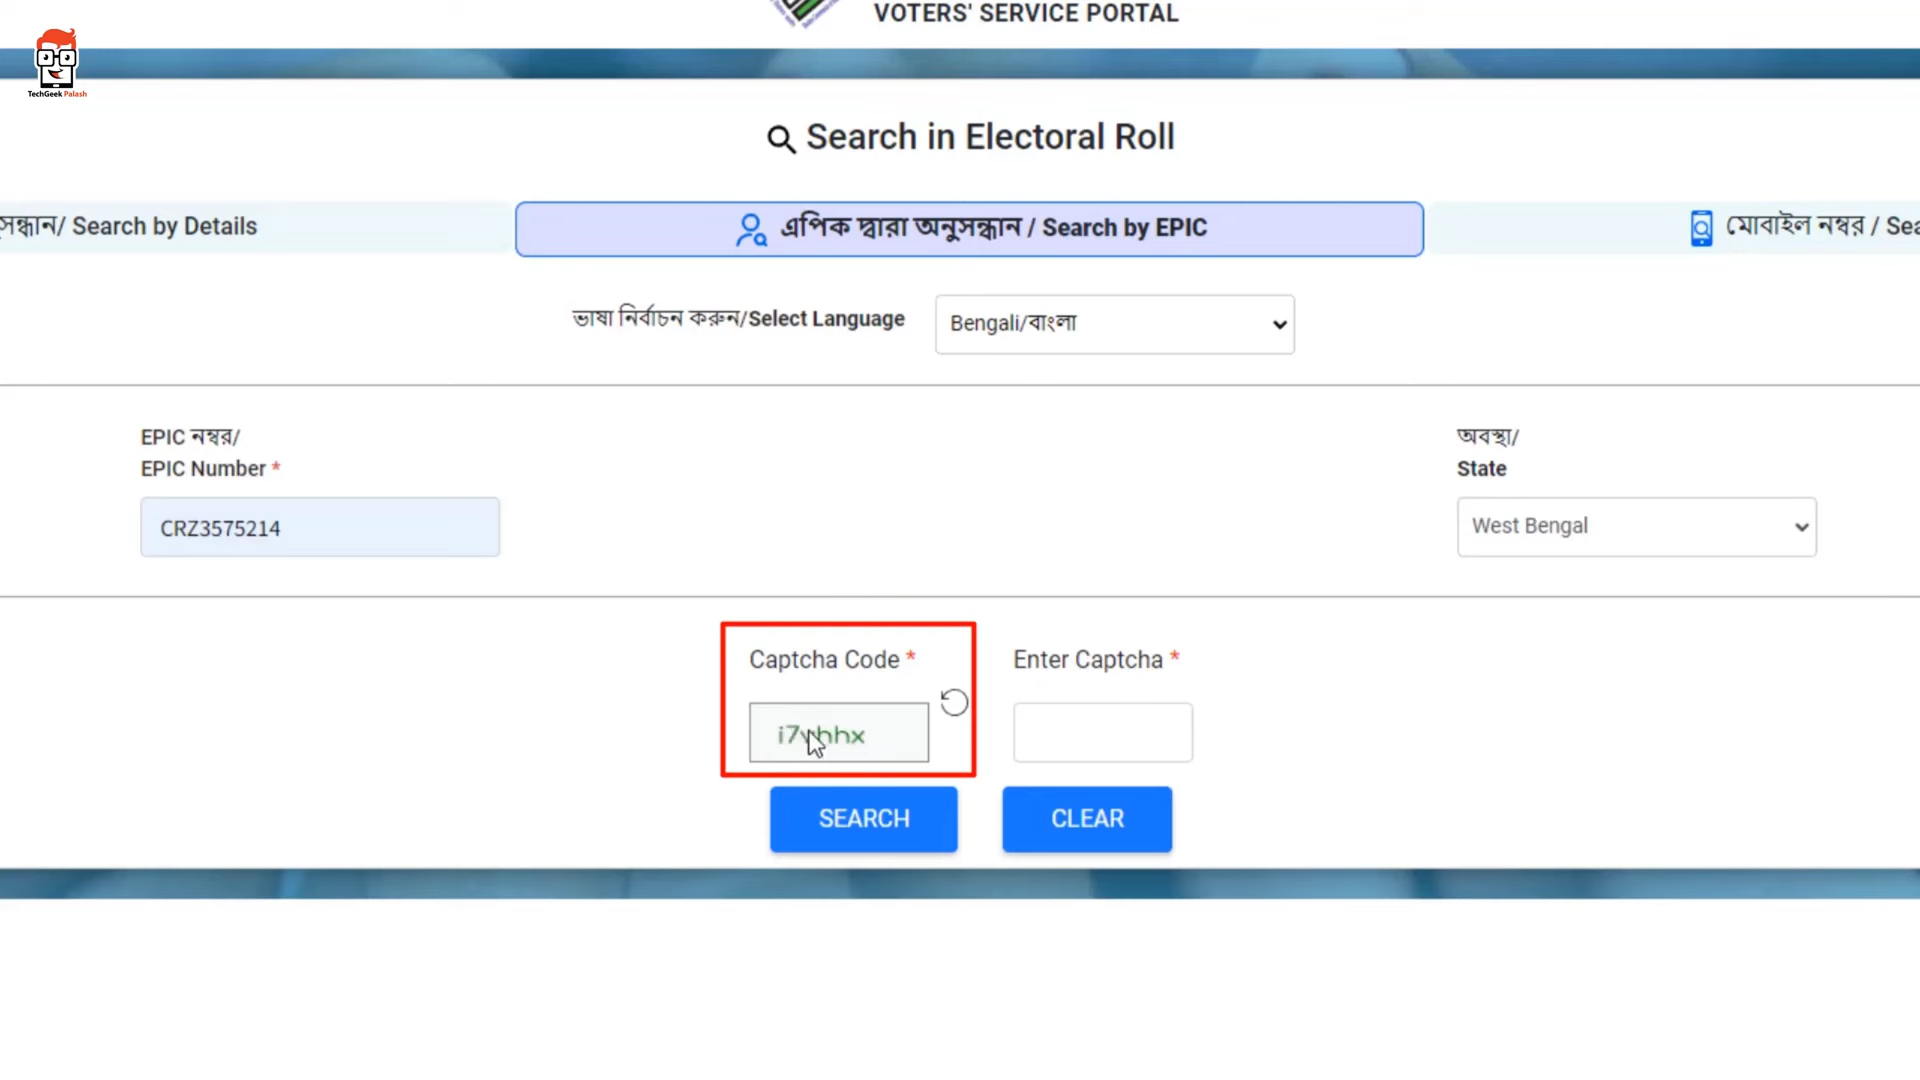 VOTERS' SERVICE PORTAL
TechGeek Palash
Search in Electoral Roll
/ Search by Details
এপিক দ্বারা অনুসন্ধান / Search by EPIC
মোবাইল নম্বর /
ভাষা নির্বাচন করুন/Select Language
Bengali/বাংলা
EPIC নম্বর/
EPIC Number *
CRZ3575214
অবস্থা/
State
West Bengal
Captcha Code *
Enter Captcha *
SEARCH
CLEAR